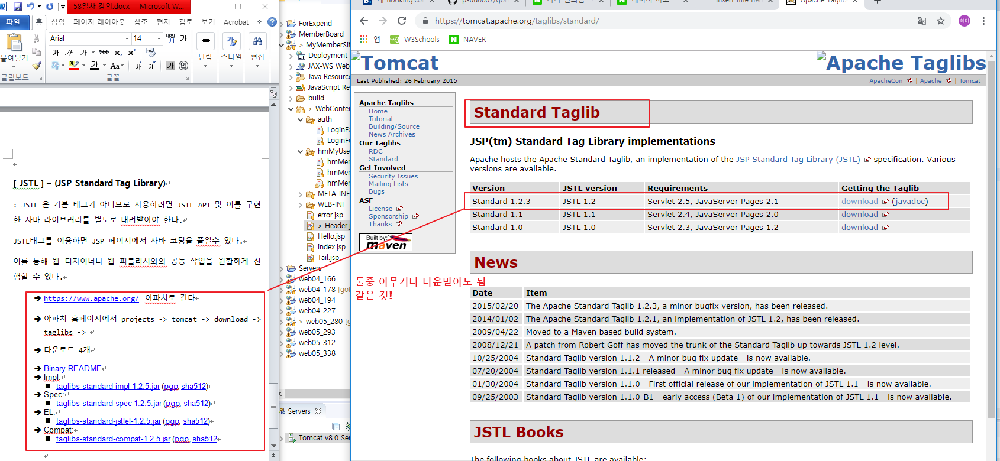 58일차 강의.docx - Microsoft W...
파일
홈
삽입
페이지 레이아웃
참조
편지
검토
보기
Acrobat
붙여넣기
클립보드
Arial
14
글꼴
단락
스타일
편집
[ JSTL ] – (JSP Standard Tag Library)
: JSTL 은 기본 태그가 아니므로 사용하려면 JSTL API 및 이를 구현
한 자바 라이브러리를 별도로 내려받아야 한다.
JSTL태그를 이용하면 JSP 페이지에서 자바 코딩을 줄일수 있다.
이를 통해 웹 디자이너나 웹 퍼블리셔와의 공동 작업을 원활하게 진
행할 수 있다.
➔ https://www.apache.org/ 아파치로 간다
➔ 아파치 홈페이지에서 projects -> tomcat -> download ->
taglibs ->
➔ 다운로드 4개
➔ Binary README
➔ Impl:
■ taglibs-standard-impl-1.2.5.jar (pgp, sha512)
➔ Spec:
■ taglibs-standard-spec-1.2.5.jar (pgp, sha512)
➔ EL:
■ taglibs-standard-jstlel-1.2.5.jar (pgp, sha512)
➔ Compat:
■ taglibs-standard-compat-1.2.5.jar (pgp, sha512
ForExpend
MemberBoard
> MyMemberSit
Deployment
JAX-WS Web
Java Resource
JavaScript Re
build
> WebConten
auth
LoginFa
LoginFo
hmMyUse
hmMer
hmMer
hmMer
META-INF
WEB-INF
error.jsp
> Header.j
Hello.jsp
index.jsp
Tail.jsp
Servers
web04_166
web04_178 [gol
web04_194
web04_227
> web05_280 [g
web05_293
web05_312
web05_338
Servers
Tomcat v8.0 Ser
https://tomcat.apache.org/taglibs/standard/
혜미
앱
W3Schools
NAVER
Tomcat
Apache Taglibs
Last Published: 26 February 2015
ApacheCon | Apache | Tomcat
Apache Taglibs
Home
Tutorial
Building/Source
News Archives
Our Taglibs
RDC
Standard
Get Involved
Security Issues
Mailing Lists
Bugs
ASF
License
Sponsorship
Thanks
Built by:
maven
Standard Taglib
JSP(tm) Standard Tag Library implementations
Apache hosts the Apache Standard Taglib, an implementation of the JSP Standard Tag Library (JSTL) specification. Various
versions are available.
Version JSTL version Requirements Getting the Taglib
Standard 1.2.3 JSTL 1.2 Servlet 2.5, JavaServer Pages 2.1 download (javadoc)
Standard 1.1 JSTL 1.1 Servlet 2.4, JavaServer Pages 2.0 download
Standard 1.0 JSTL 1.0 Servlet 2.3, JavaServer Pages 1.2 download
News
둘중 아무거나 다운받아도 됨
같은 것!
Date Item
2015/02/20 The Apache Standard Taglib 1.2.3, a minor bugfix version, has been released.
2014/01/02 The Apache Standard Taglib 1.2.1, an implementation of JSTL 1.2, has been released.
2009/04/22 Moved to a Maven based build system.
2008/12/21 A patch from Robert Goff has moved the trunk of the Standard Taglib up towards JSTL 1.2 level.
10/25/2004 Standard Taglib version 1.1.2 - A minor bug fix update - is now available.
07/20/2004 Standard Taglib version 1.1.1 released - A minor bug fix update - is now available.
01/30/2004 Standard Taglib version 1.1.0 - First official release of our implementation of JSTL 1.1 - is now available.
09/25/2003 Standard Taglib version 1.1.0-B1 - early access (Beta 1) of our implementation of JSTL 1.1 - is now available.
JSTL Books
The following books about JSTL are available: